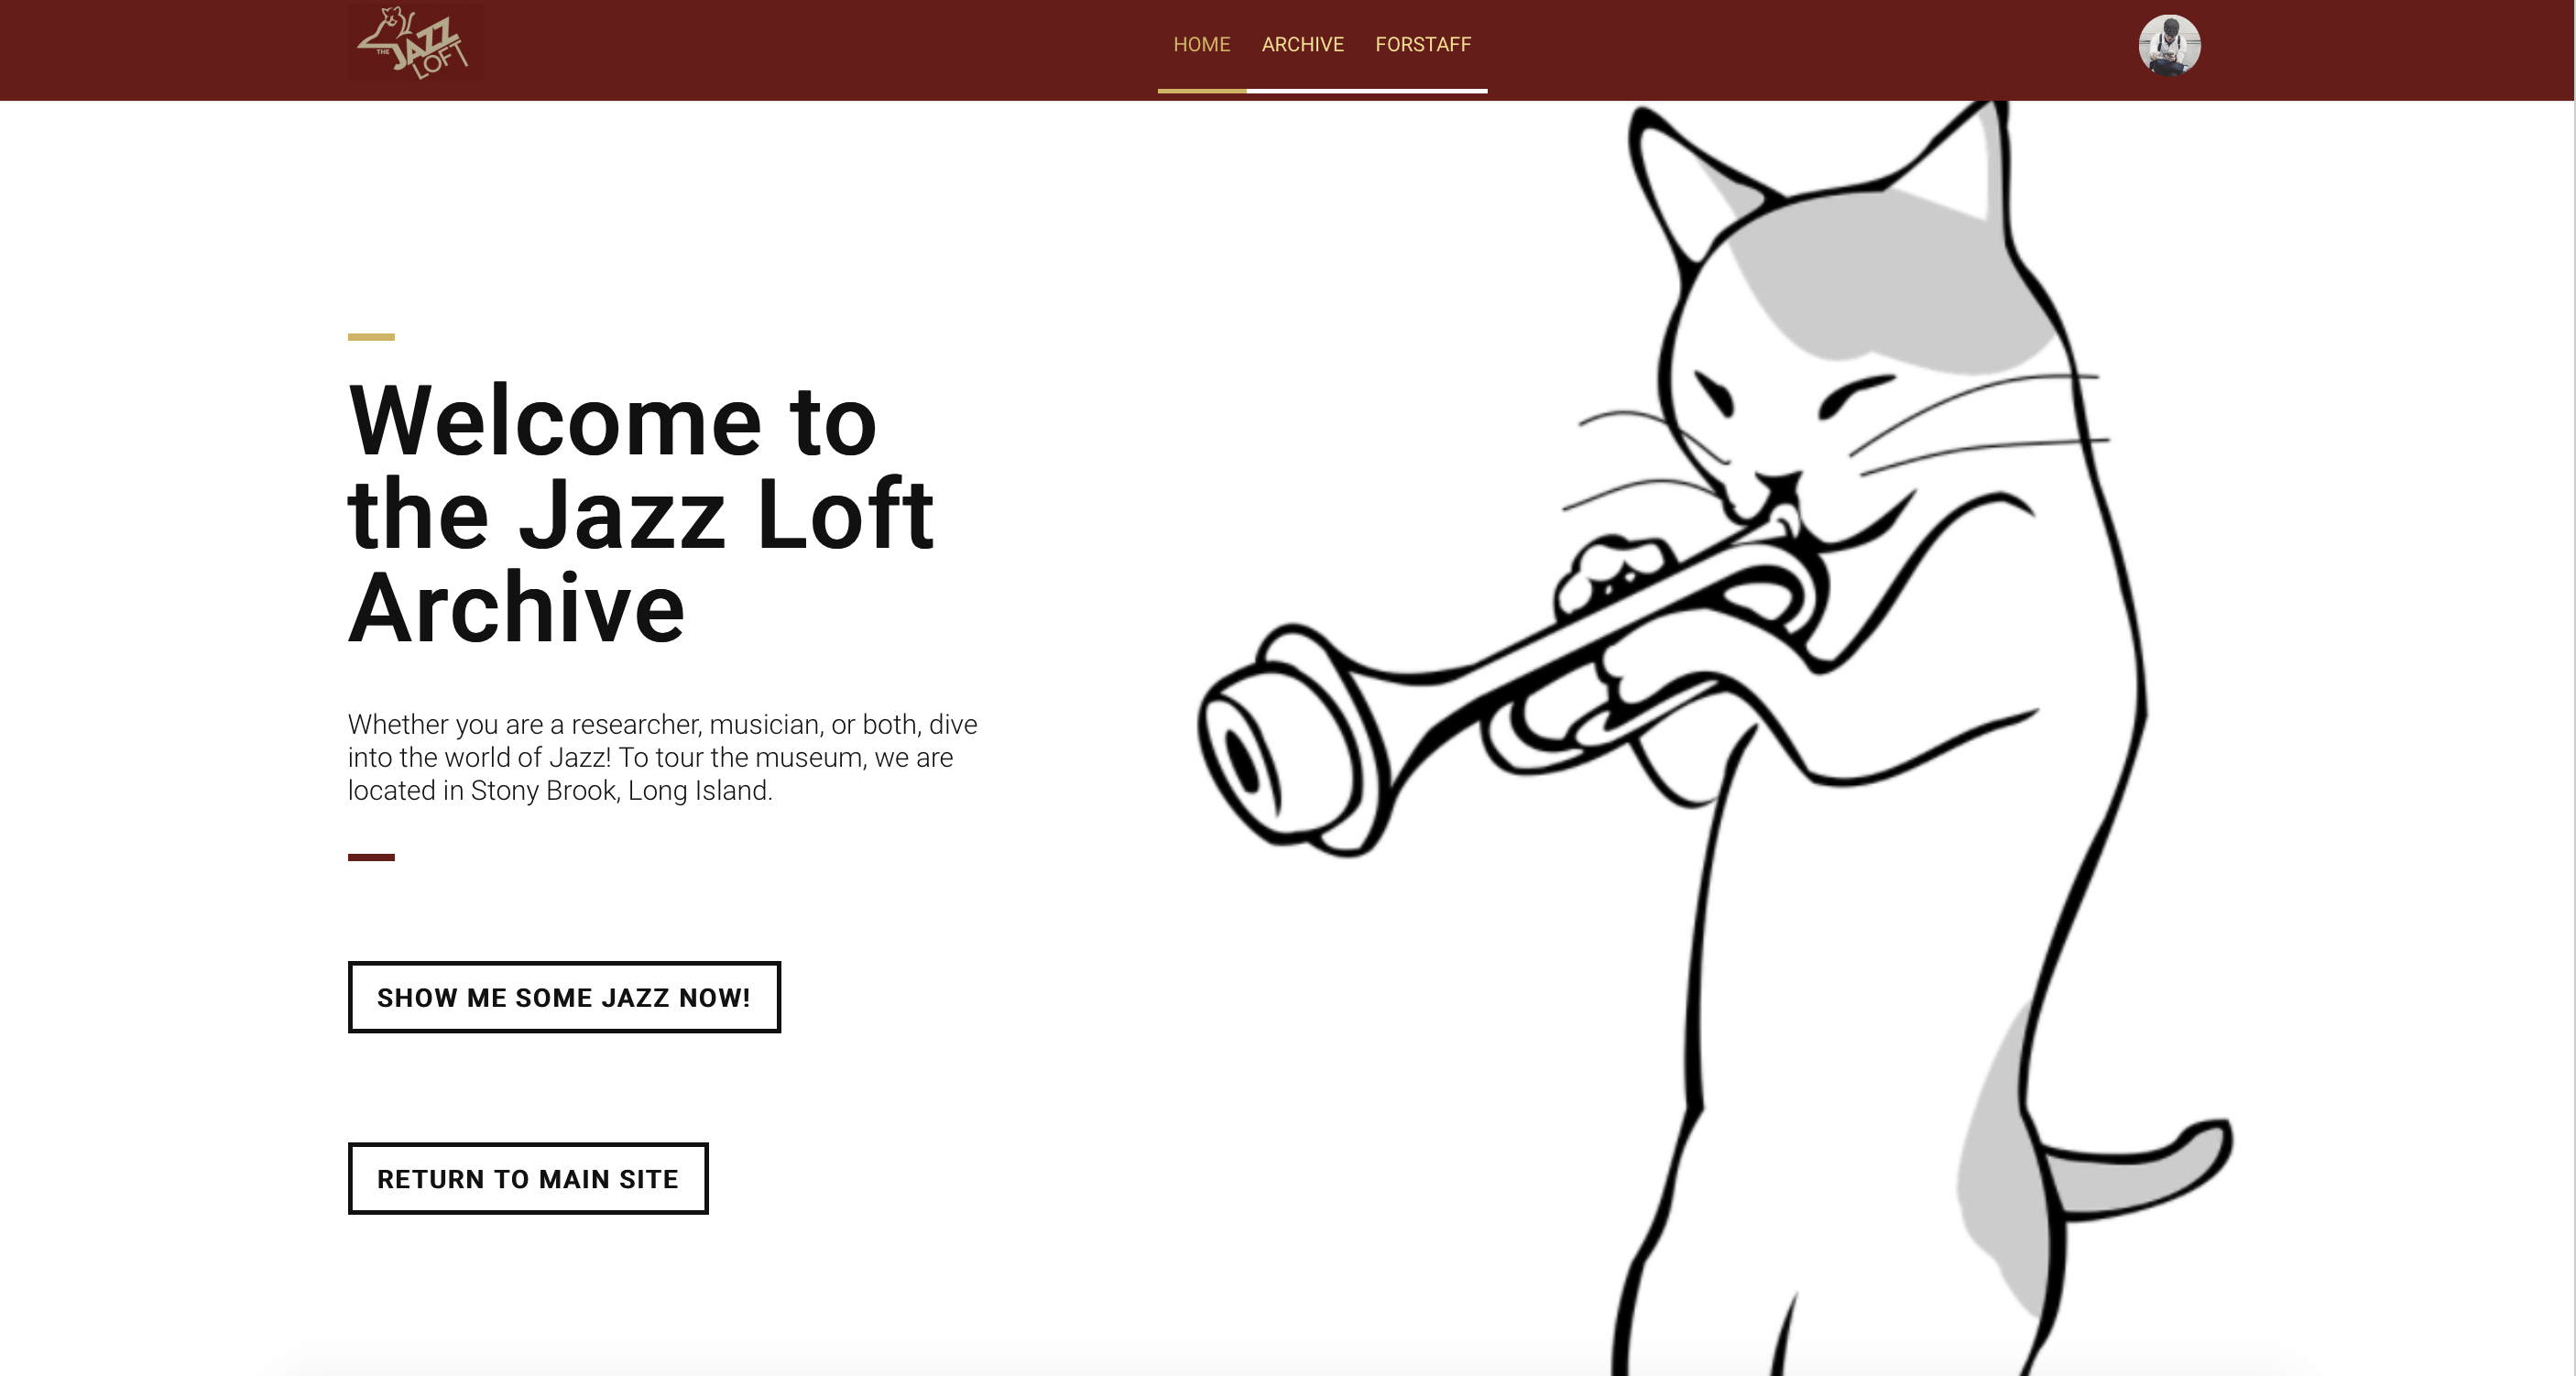 THE JAZZ LOFT
HOME ARCHIVE FORSTAFF
Welcome to
the Jazz Loft
Archive
Whether you are a researcher, musician, or both, dive
into the world of Jazz! To tour the museum, we are
located in Stony Brook, Long Island.
SHOW ME SOME JAZZ NOW!
RETURN TO MAIN SITE